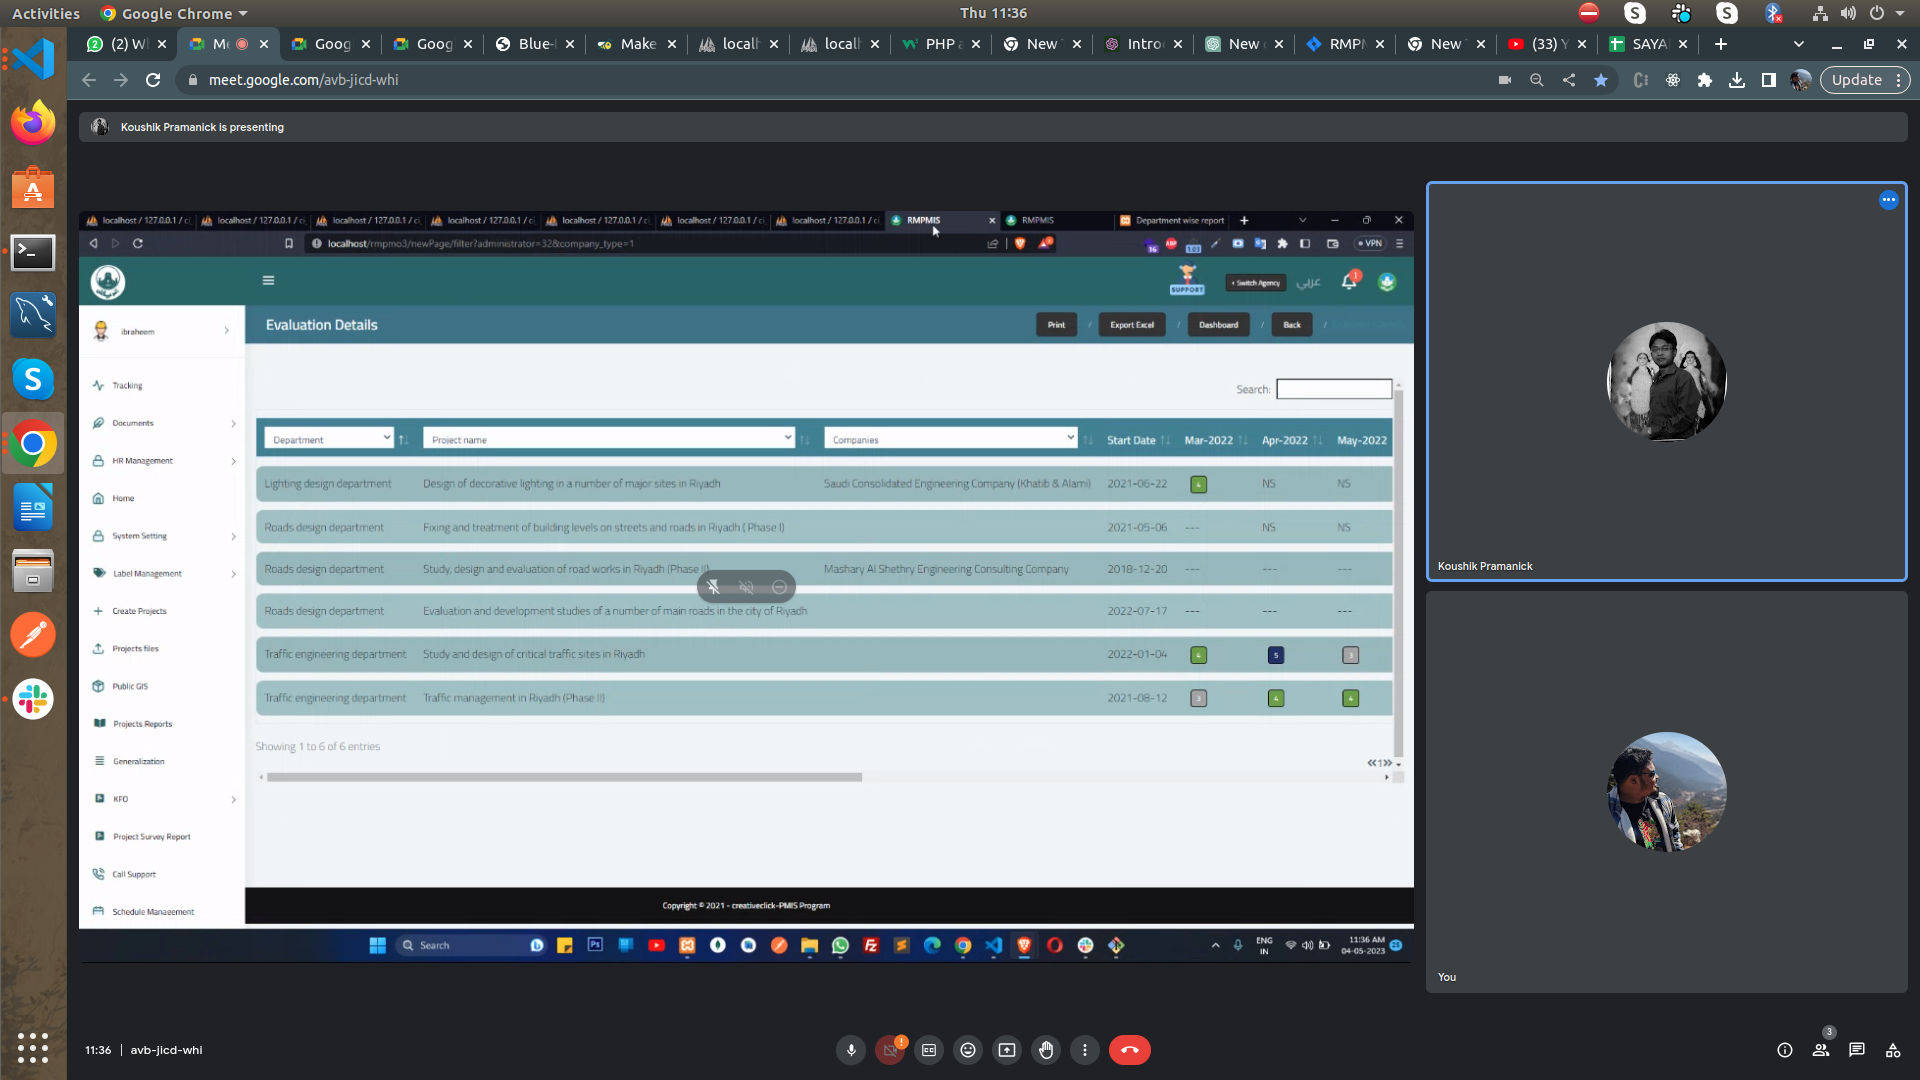 Activities Google Chrome Thu 11:36
(2) W Me Goog Goog Blue- Make localh localh PHP a New Intro New c RMPM New (33) Y SAYA
meet.google.com/avb-jicd-whi Update
Koushik Pramanick is presenting
localhost / 127.0.0.1 / ci localhost / 127.0.0.1 / ci localhost / 127.0.0.1 / ci localhost / 127.0.0.1 / ci localhost / 127.0.0.1 / ci localhost / 127.0.0.1 / ci localhost / 127.0.0.1 / ci RMPMIS RMPMIS Department wise report
localhost/rmpmo3/newPage/filter?administrator=32&company_type=1 VPN
SUPPORT Switch Agency عربي 1
ibraheem
Evaluation Details Print / Export Excel / Dashboard / Back /
Tracking
Documents
HR Management
Home
System Setting
Label Management
Create Projects
Projects files
Public GIS
Projects Reports
Generalization
KFO
Project Survey Report
Call Support
Schedule Management
Search:
Department Project name Companies Start Date Mar-2022 Apr-2022 May-2022
Lighting design department Design of decorative lighting in a number of major sites in Riyadh Saudi Consolidated Engineering Company (Khatib & Alami) 2021-06-22 4 NS NS
Roads design department Fixing and treatment of building levels on streets and roads in Riyadh ( Phase I) 2021-05-06 --- NS NS
Roads design department Study, design and evaluation of road works in Riyadh (Phase II) Mashary Al Shethry Engineering Consulting Company 2018-12-20 --- --- ---
Roads design department Evaluation and development studies of a number of main roads in the city of Riyadh 2022-07-17 --- --- ---
Traffic engineering department Study and design of critical traffic sites in Riyadh 2022-01-04 4 5 3
Traffic engineering department Traffic management in Riyadh (Phase II) 2021-08-12 3 4 4
Showing 1 to 6 of 6 entries
«1»
Copyright © 2021 - creativeclick-PMIS Program
Search ENG IN 11:36 AM 04-05-2023
Koushik Pramanick
You
11:36 | avb-jicd-whi
3